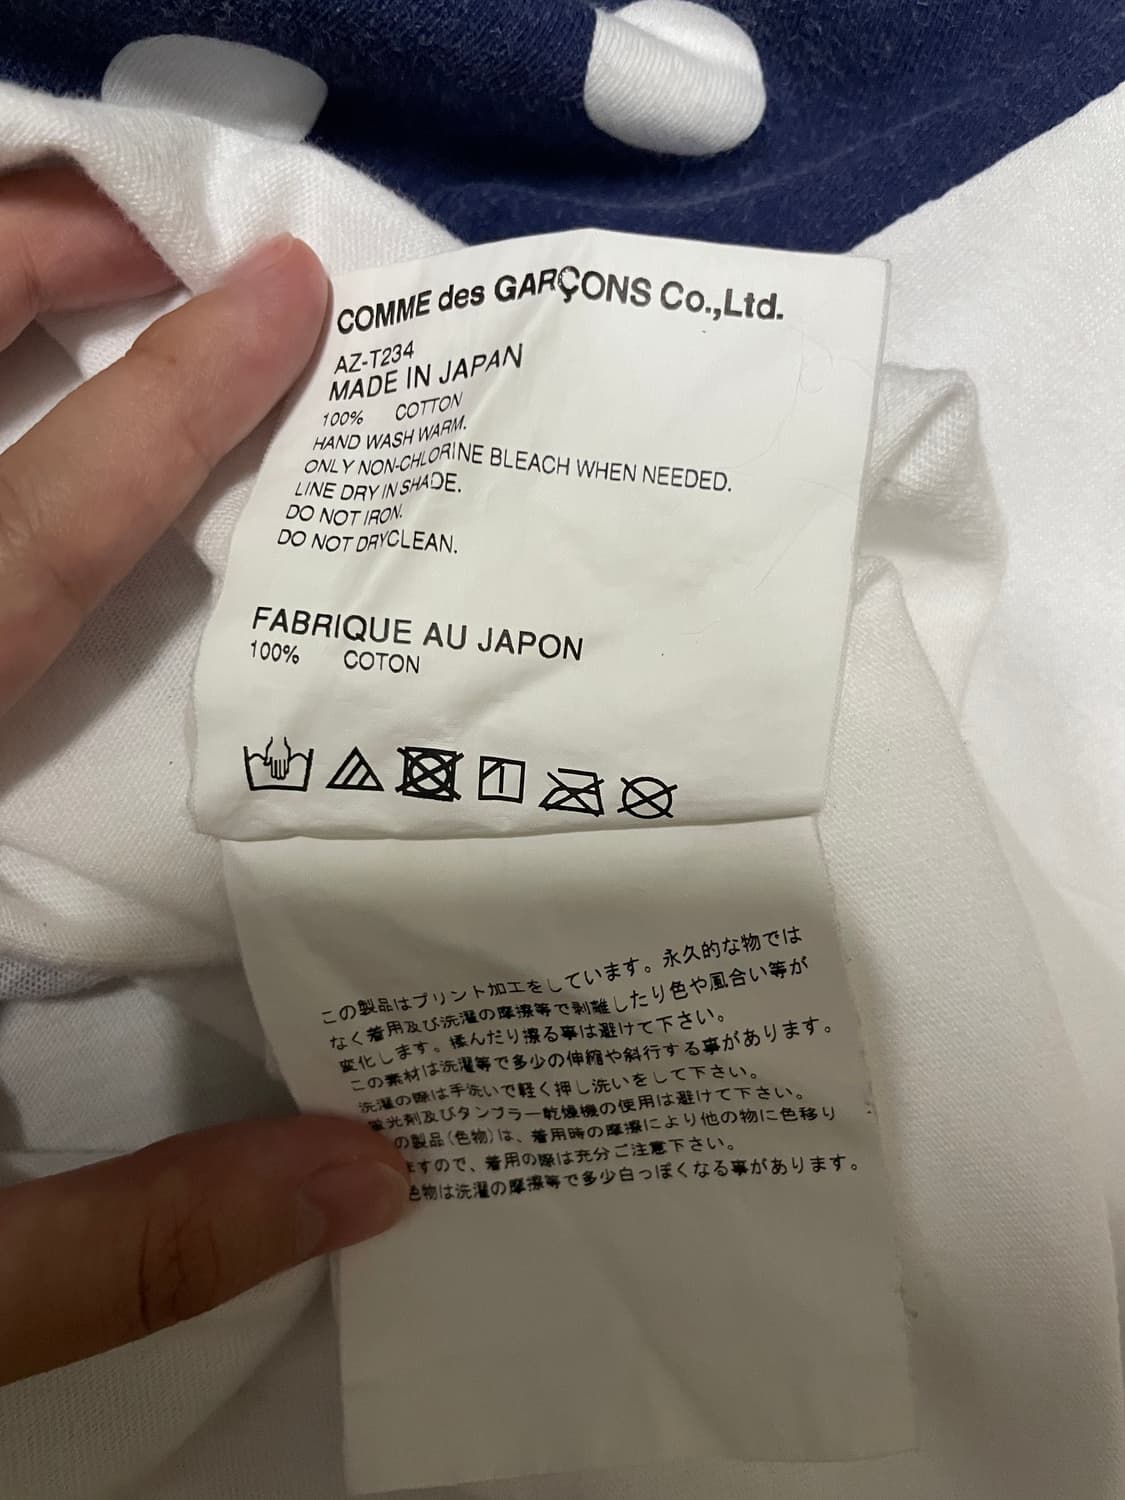 COMME des GARÇONS Co.,Ltd.
AZ-T234
MADE IN JAPAN
100% COTTON
HAND WASH WARM.
ONLY NON-CHLORINE BLEACH WHEN NEEDED.
LINE DRY IN SHADE.
DO NOT IRON.
DO NOT DRYCLEAN.
FABRIQUE AU JAPON
100% COTON
1
この製品はプリント加工をしています。永久的な物では
なく着用及び洗濯の摩擦等で剥離したり色や風合い等が
変化します。揉んだり擦る事は避けて下さい。
この素材は洗濯等で多少の伸縮や斜行する事があります。
洗濯の際は手洗いで軽く押し洗いをして下さい。
蛍光剤及びタンブラー乾燥機の使用は避けて下さい。
の製品(色物)は、着用時の摩擦により他の物に色移り
ますので、着用の際は充分ご注意下さい。
色物は洗濯の摩擦等で多少白っぽくなる事があります。